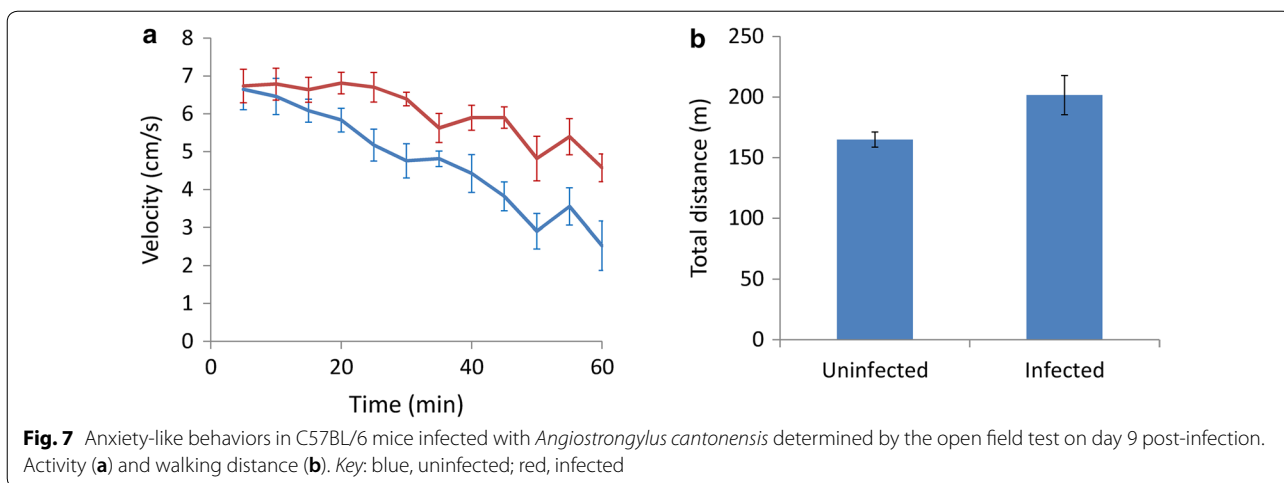 a
8
7
6
5
4
3
2
1
0
Velocity (cm/s)
0 20 40 60
Time (min)
b
250
200
150
100
50
0
Total distance (m)
Uninfected Infected
Fig. 7 Anxiety-like behaviors in C57BL/6 mice infected with Angiostrongylus cantonensis determined by the open field test on day 9 post-infection.
Activity (a) and walking distance (b). Key: blue, uninfected; red, infected